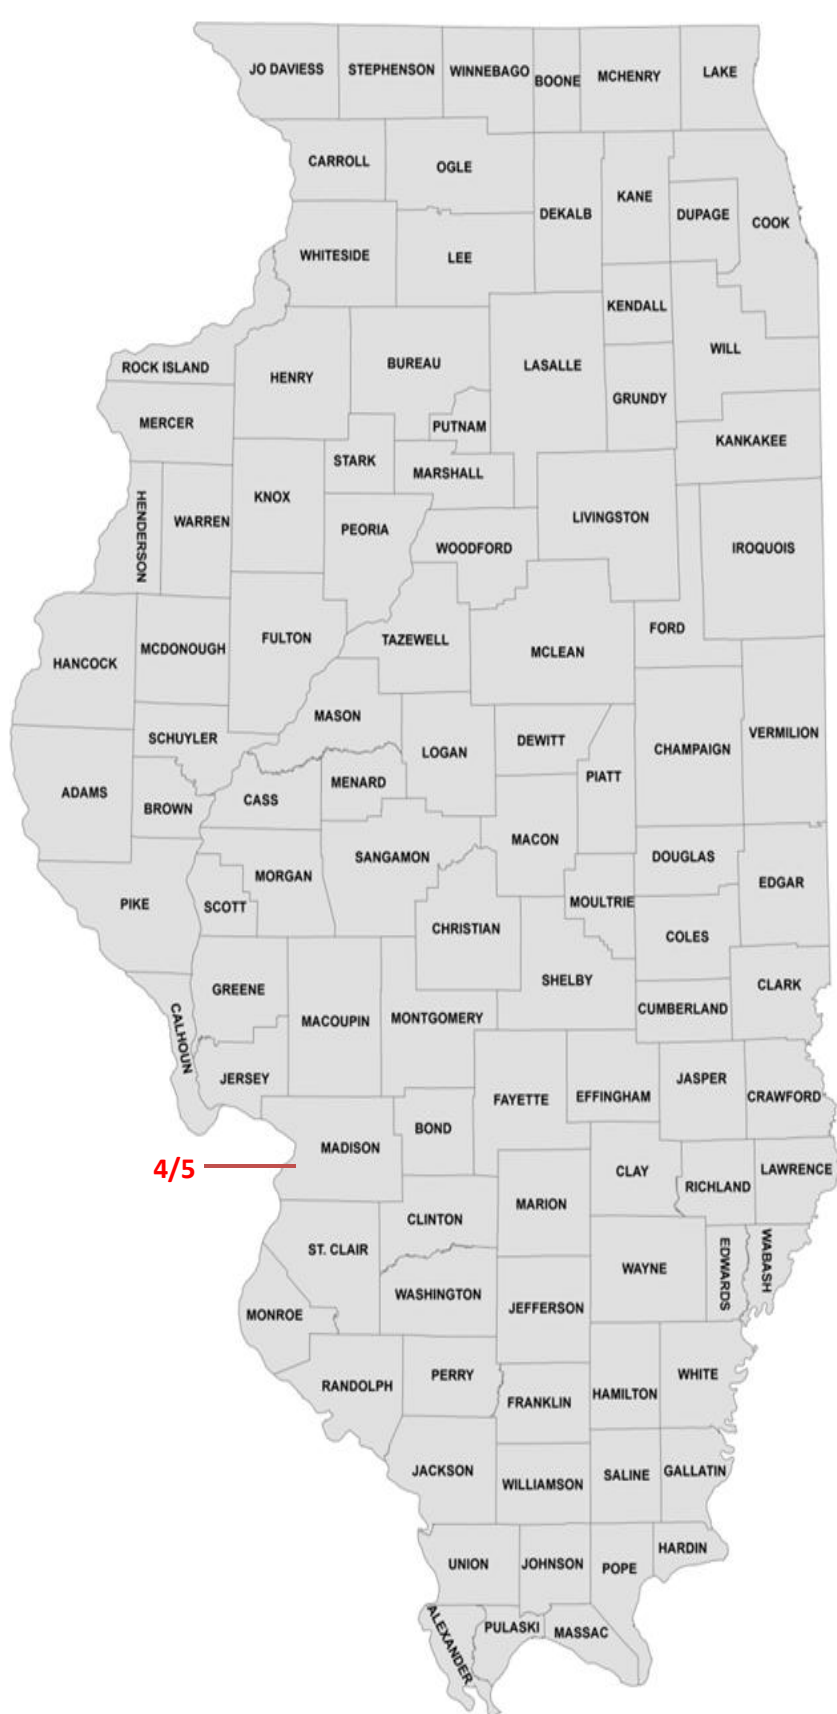 JO DAVIESS
STEPHENSON
WINNEBAGO
BOONE
MCHENRY
LAKE
CARROLL
OGLE
DEKALB
KANE
DUPAGE
COOK
WHITESIDE
LEE
KENDALL
WILL
ROCK ISLAND
HENRY
BUREAU
LASALLE
GRUNDY
MERCER
PUTNAM
KANKAKEE
STARK
MARSHALL
HENDERSON
WARREN
KNOX
PEORIA
LIVINGSTON
WOODFORD
IROQUOIS
HANCOCK
MCDONOUGH
FULTON
TAZEWELL
MCLEAN
FORD
SCHUYLER
MASON
LOGAN
DEWITT
PIATT
CHAMPAIGN
VERMILION
ADAMS
BROWN
CASS
MENARD
MACON
DOUGLAS
EDGAR
PIKE
SCOTT
MORGAN
SANGAMON
CHRISTIAN
MOULTRIE
COLES
SHELBY
CLARK
GREENE
CALHOUN
MACOUPIN
MONTGOMERY
CUMBERLAND
JERSEY
FAYETTE
EFFINGHAM
JASPER
CRAWFORD
MADISON
BOND
4/5
CLAY
RICHLAND
LAWRENCE
MARION
CLINTON
ST. CLAIR
WAYNE
EDWARDS
WABASH
WASHINGTON
JEFFERSON
MONROE
RANDOLPH
PERRY
FRANKLIN
HAMILTON
WHITE
JACKSON
WILLIAMSON
SALINE
GALLATIN
UNION
JOHNSON
POPE
HARDIN
ALEXANDER
PULASKI
MASSAC